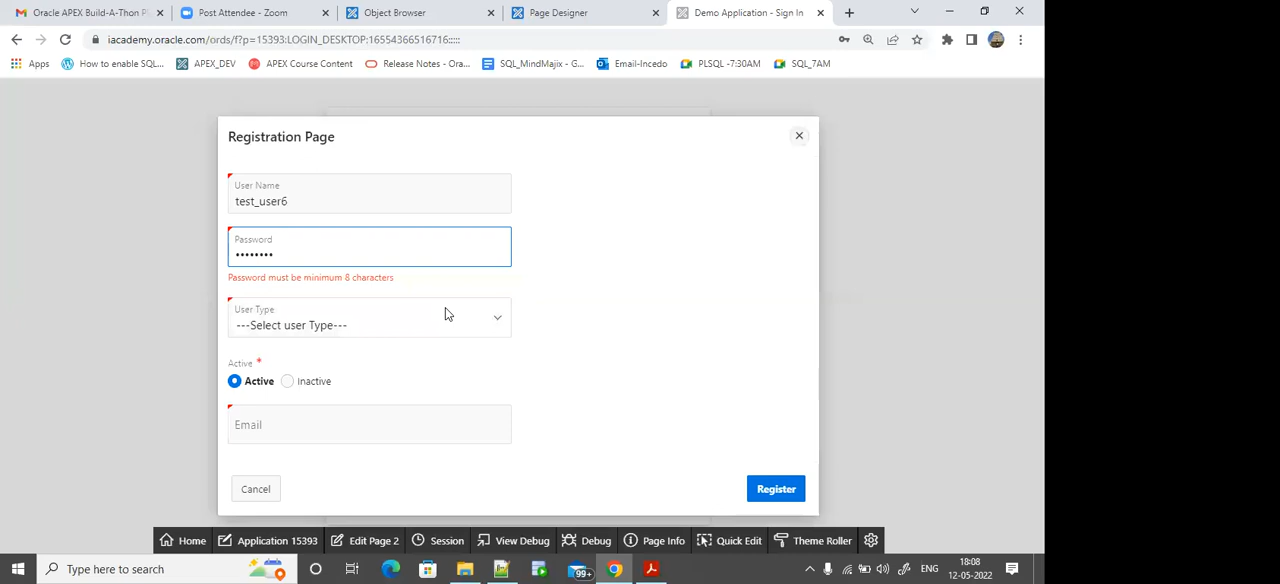 Oracle APEX Build-A-Thon Pl
Post Attendee - Zoom
Object Browser
Page Designer
Demo Application - Sign In
iacademy.oracle.com/ords/f?p=15393:LOGIN_DESKTOP:16554366516716:::::
Apps
How to enable SQL...
APEX_DEV
APEX Course Content
Release Notes - Ora...
SQL_MindMajix - G...
Email-Incedo
PLSQL -7:30AM
SQL_7AM
Registration Page
User Name
test_user6
Password
••••••••
Password must be minimum 8 characters
User Type
---Select user Type---
Active *
Active Inactive
Email
Cancel
Register
Home
Application 15393
Edit Page 2
Session
View Debug
Debug
Page Info
Quick Edit
Theme Roller
Type here to search
99+
ENG
18:08
12-05-2022